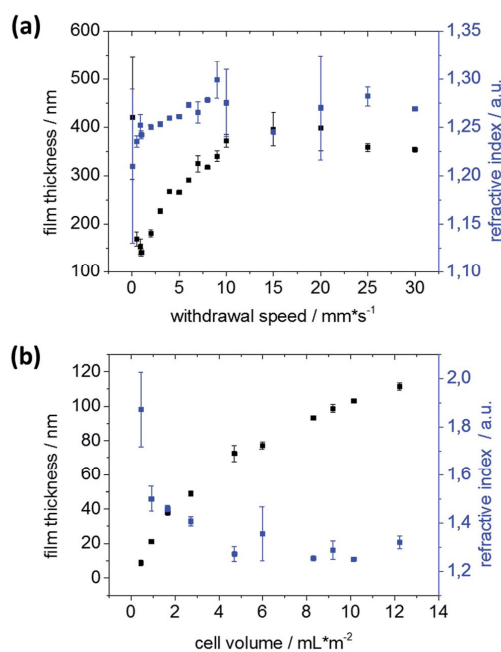 (a)
film thickness / nm
600
500
400
300
200
100
1,35
1,30
1,25
1,20
1,15
1,10
refractive index / a.u.
0 5 10 15 20 25 30
withdrawal speed / mm*s⁻¹
(b)
film thickness / nm
120
100
80
60
40
20
0
2,0
1,8
1,6
1,4
1,2
refractive index / a.u.
0 2 4 6 8 10 12 14
cell volume / mL*m⁻²